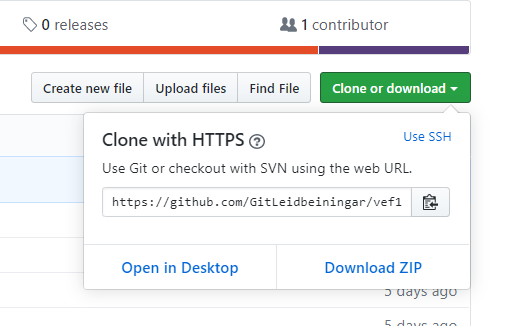 0 releases
1 contributor
Create new file
Upload files
Find File
Clone or download
Clone with HTTPS
Use SSH
Use Git or checkout with SVN using the web URL.
https://github.com/GitLeidbeiningar/vef1
Open in Desktop
Download ZIP
5 days ago
5 days ago